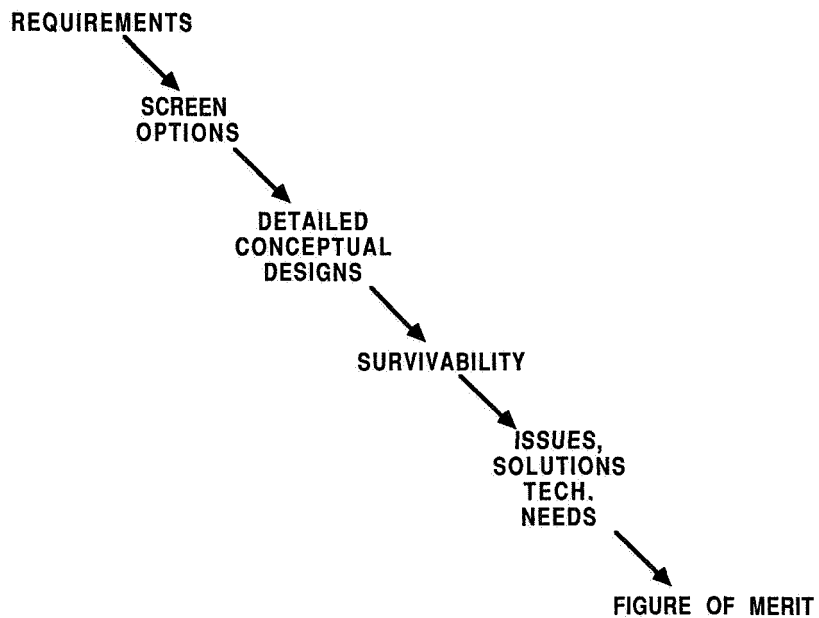 REQUIREMENTS
SCREEN
OPTIONS
DETAILED
CONCEPTUAL
DESIGNS
SURVIVABILITY
ISSUES,
SOLUTIONS
TECH.
NEEDS
FIGURE OF MERIT